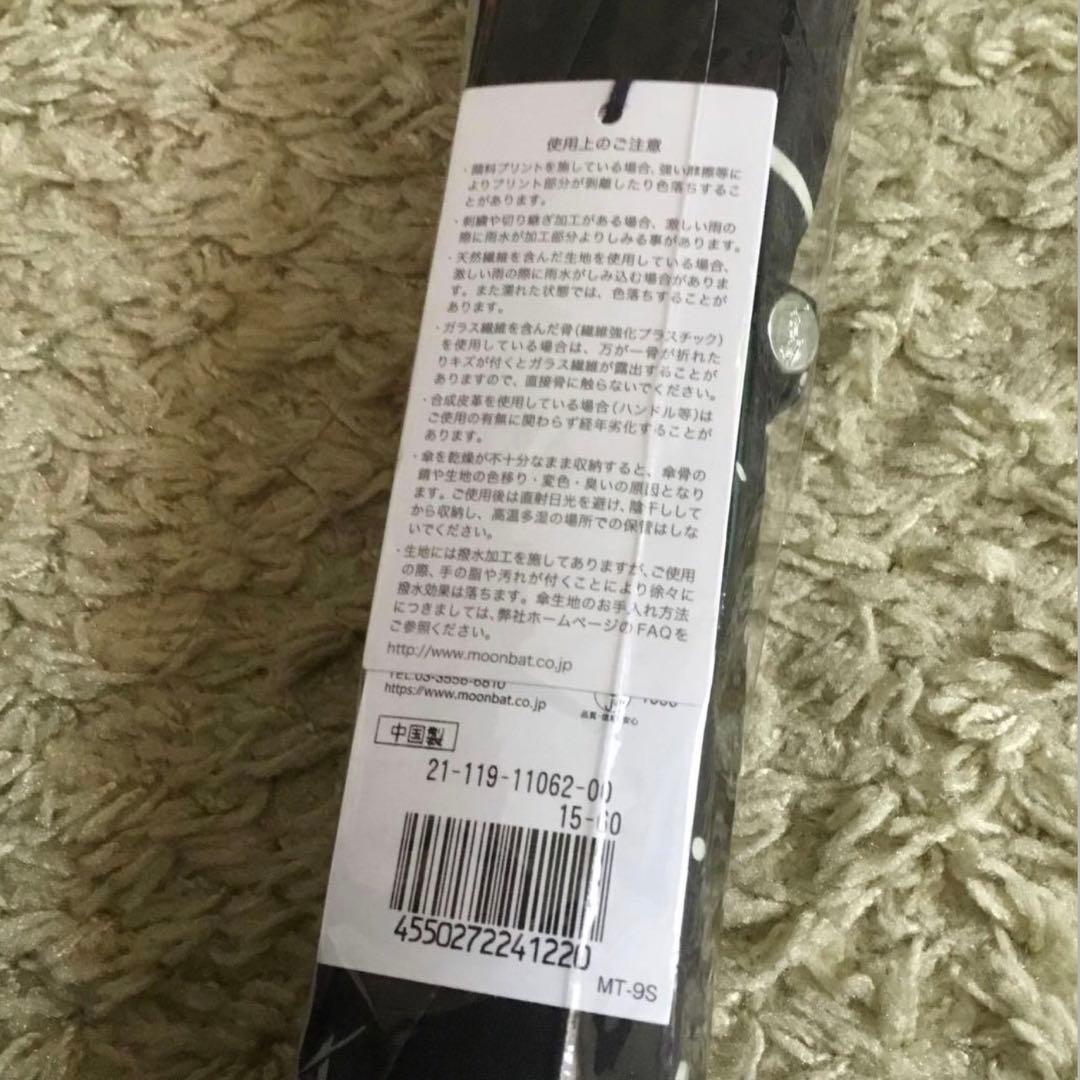 使用上のご注意
・顔料プリントを施している場合、強い摩擦等に
よりプリント部分が剥離したり色落ちするこ
とがあります。
・刺繍や切り継ぎ加工がある場合、激しい雨の
際に雨水が加工部分よりしみる事があります。
・天然繊維を含んだ生地を使用している場合、
激しい雨の際に雨水がしみ込む場合がありま
す。また濡れた状態では、色落ちすることが
あります。
・ガラス繊維を含んだ骨(繊維強化プラスチック)
を使用している場合は、万が一骨が折れた
りキズが付くとガラス繊維が露出することが
ありますので、直接骨に触らないでください。
・合成皮革を使用している場合(ハンドル等)は
ご使用の有無に関わらず経年劣化することが
あります。
・傘を乾燥が不十分なまま収納すると、傘骨の
錆や生地の色移り・変色・臭いの原因となり
ます。ご使用後は直射日光を避け、陰干しして
から収納し、高温多湿の場所での保管はしな
いでください。
・生地には撥水加工を施してありますが、ご使用
の際、手の脂や汚れが付くことにより徐々に
撥水効果は落ちます。傘生地のお手入れ方法
につきましては、弊社ホームページのFAQを
ご参照ください。
http://www.moonbat.co.jp
TEL.03-3556-6810
https://www.moonbat.co.jp
中国製
21-119-11062-00
15-60
4550272241220
MT-9S